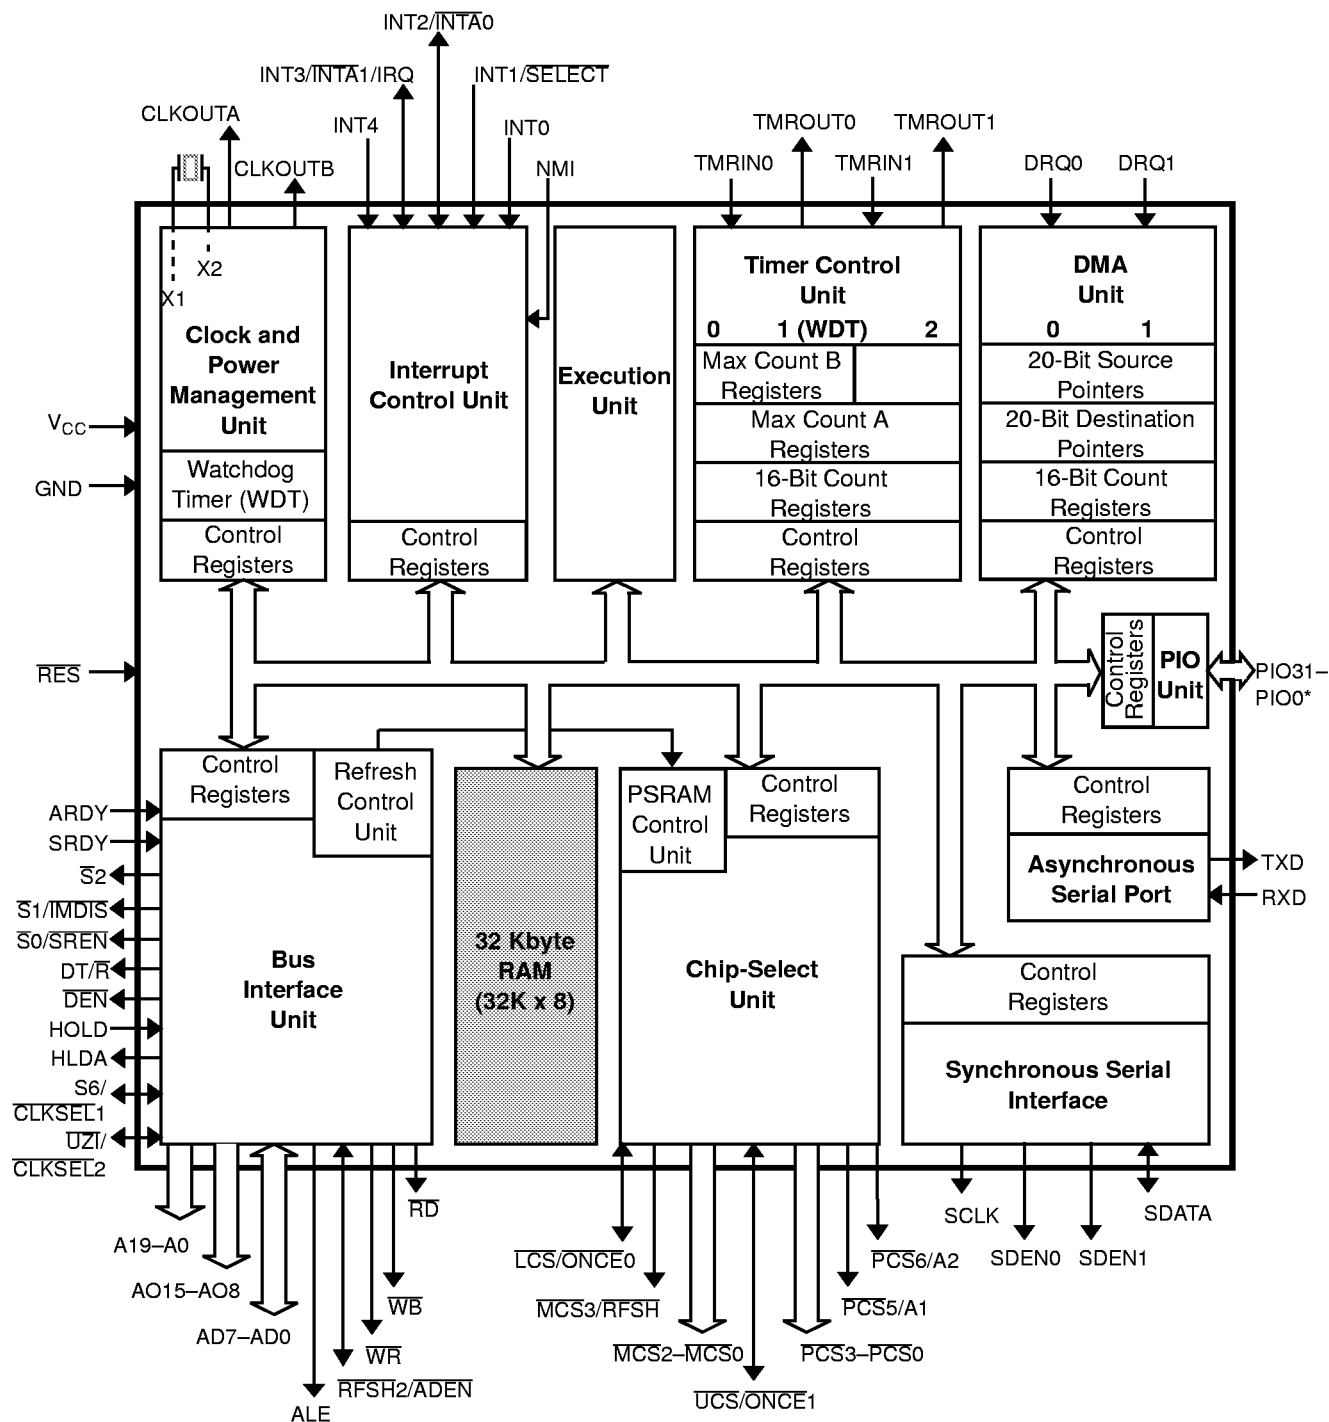 INT2/INTA0
INT3/INTA1/IRQ
INT1/SELECT
CLKOUTA
INT4
INT0
TMROUT0
TMROUT1
CLKOUTB
NMI
TMRIN0
TMRIN1
DRQ0
DRQ1
X2
X1
Clock and
Power
Management
Unit
Watchdog
Timer (WDT)
Control
Registers
Interrupt
Control Unit
Control
Registers
Execution
Unit
Timer Control
Unit
0 1 (WDT) 2
Max Count B
Registers
Max Count A
Registers
16-Bit Count
Registers
Control
Registers
DMA
Unit
0 1
20-Bit Source
Pointers
20-Bit Destination
Pointers
16-Bit Count
Registers
Control
Registers
VCC
GND
RES
Control
Registers
PIO
Unit
PIO31–
PIO0*
Control
Registers
Refresh
Control
Unit
Bus
Interface
Unit
32 Kbyte
RAM
(32K x 8)
PSRAM
Control
Unit
Control
Registers
Chip-Select
Unit
Control
Registers
Asynchronous
Serial Port
TXD
RXD
Control
Registers
Synchronous Serial
Interface
ARDY
SRDY
S2
S1/IMDIS
S0/SREN
DT/R
DEN
HOLD
HLDA
S6/
CLKSEL1
UZI/
CLKSEL2
A19–A0
AO15–AO8
AD7–AD0
ALE
RFSH2/ADEN
WR
WB
RD
LCS/ONCE0
MCS3/RFSH
MCS2–MCS0
UCS/ONCE1
PCS3–PCS0
PCS5/A1
PCS6/A2
SCLK
SDEN0
SDEN1
SDATA